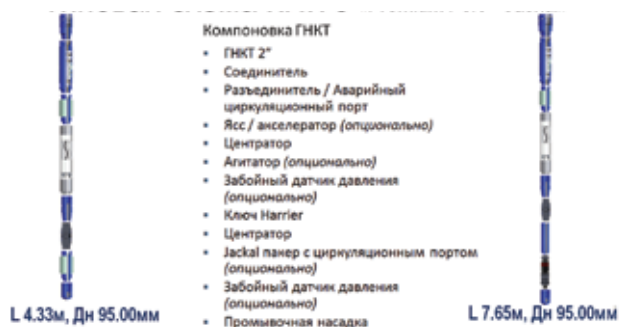 Компоновка ГНКТ
• ГНКТ 2"
• Соединитель
• Разъединитель / Аварийный
циркуляционный порт
• Ясс / акселератор (опционально)
• Центратор
• Агитатор (опционально)
• Забойный датчик давления
(опционально)
• Ключ Harrier
• Центратор
• Jackal пакер с циркуляционным портом
(опционально)
• Забойный датчик давления
(опционально)
• Промывочная насадка
L 4.33м, Дн 95.00мм
L 7.65м, Дн 95.00мм